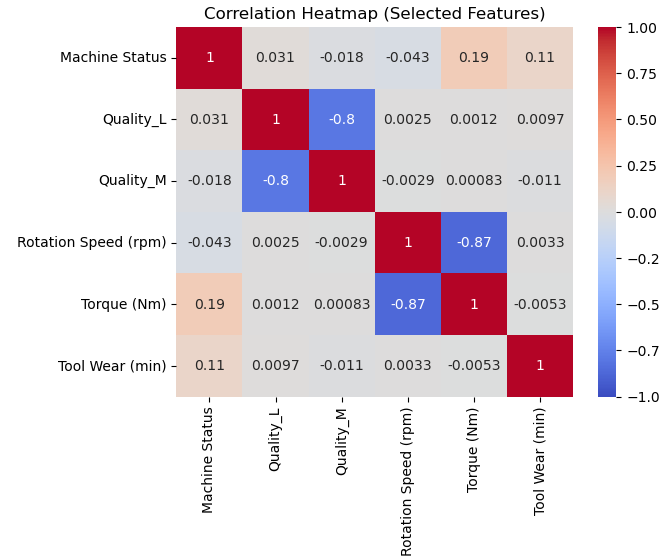 Correlation Heatmap (Selected Features)
Machine Status 1 0.031 -0.018 -0.043 0.19 0.11
Quality_L 0.031 1 -0.8 0.0025 0.0012 0.0097
Quality_M -0.018 -0.8 1 -0.0029 0.00083 -0.011
Rotation Speed (rpm) -0.043 0.0025 -0.0029 1 -0.87 0.0033
Torque (Nm) 0.19 0.0012 0.00083 -0.87 1 -0.0053
Tool Wear (min) 0.11 0.0097 -0.011 0.0033 -0.0053 1
Machine Status
Quality_L
Quality_M
Rotation Speed (rpm)
Torque (Nm)
Tool Wear (min)
1.00
0.75
0.50
0.25
0.00
−0.2
−0.5
−0.7
−1.0